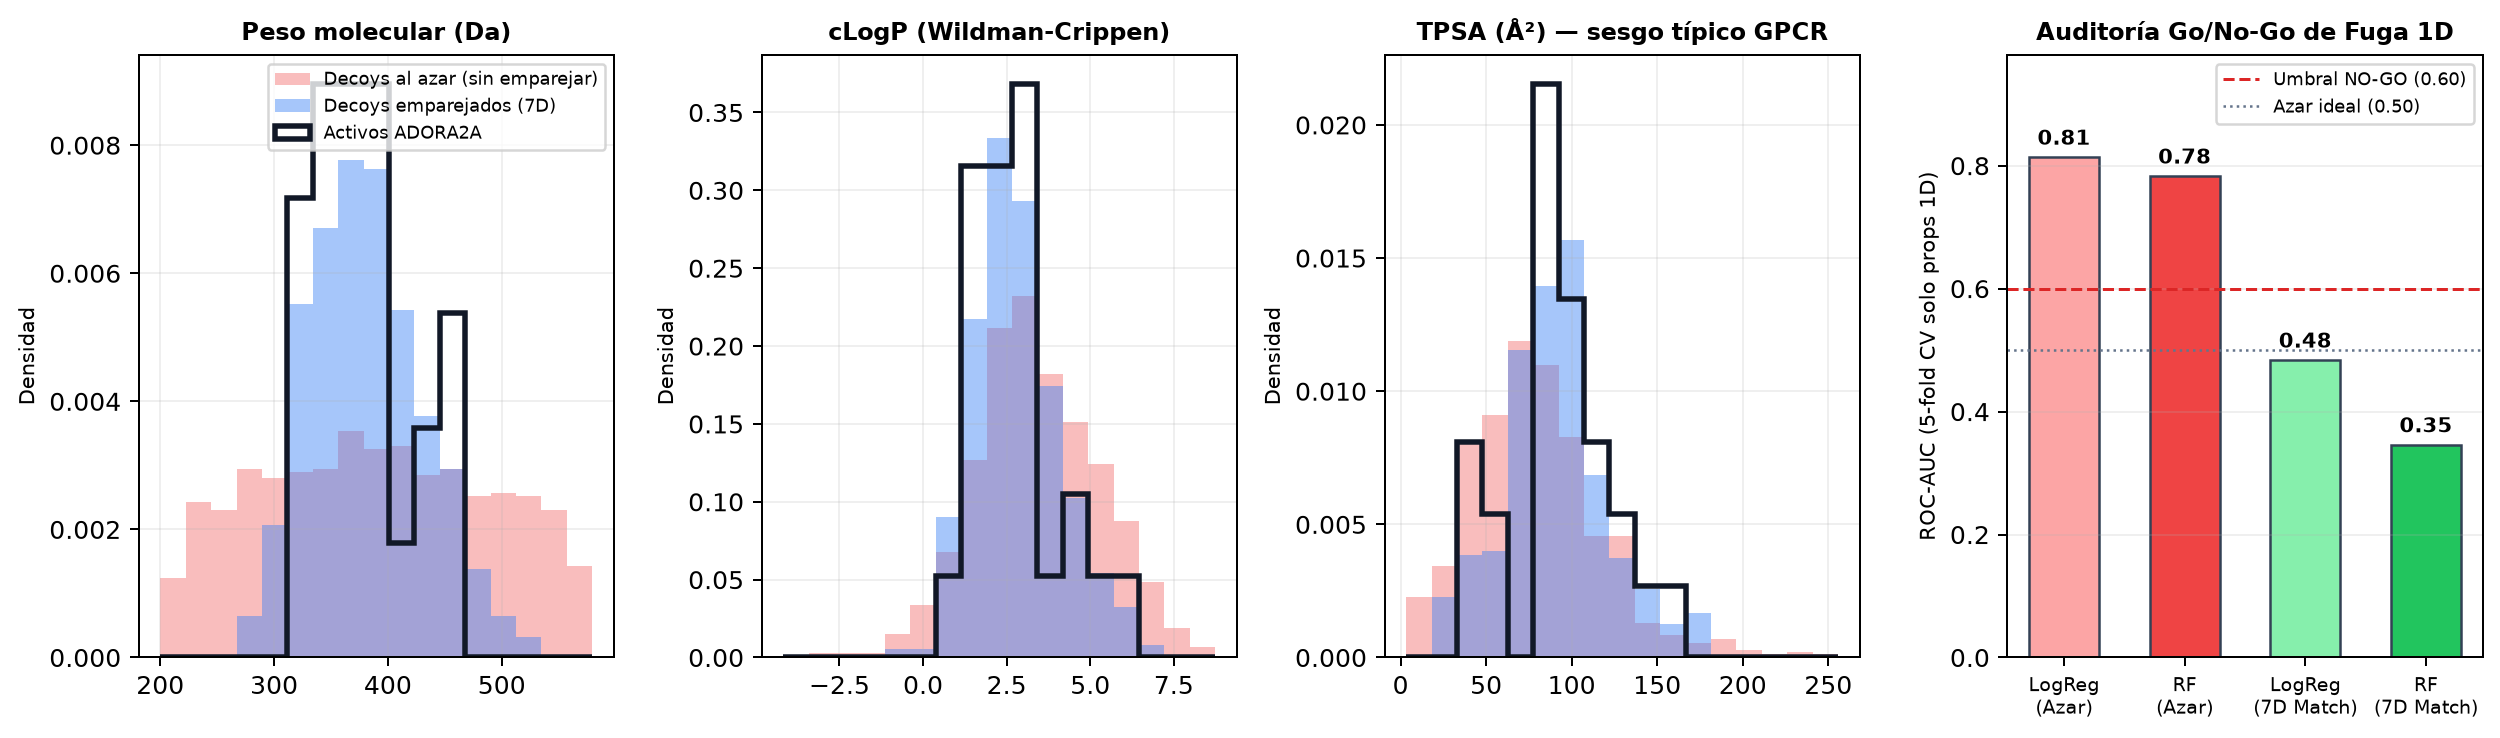 Peso molecular (Da)
Decoys al azar (sin emparejar)
Decoys emparejados (7D)
Activos ADORA2A
Densidad
0.008
0.006
0.004
0.002
0.000
200
300
400
500
cLogP (Wildman-Crippen)
Densidad
0.35
0.30
0.25
0.20
0.15
0.10
0.05
0.00
−2.5
0.0
2.5
5.0
7.5
TPSA (Å²) — sesgo típico GPCR
Densidad
0.020
0.015
0.010
0.005
0.000
0
50
100
150
200
250
Auditoría Go/No-Go de Fuga 1D
Umbral NO-GO (0.60)
Azar ideal (0.50)
ROC-AUC (5-fold CV solo props 1D)
0.8
0.6
0.4
0.2
0.0
0.81
0.78
0.48
0.35
LogReg
(Azar)
RF
(Azar)
LogReg
(7D Match)
RF
(7D Match)